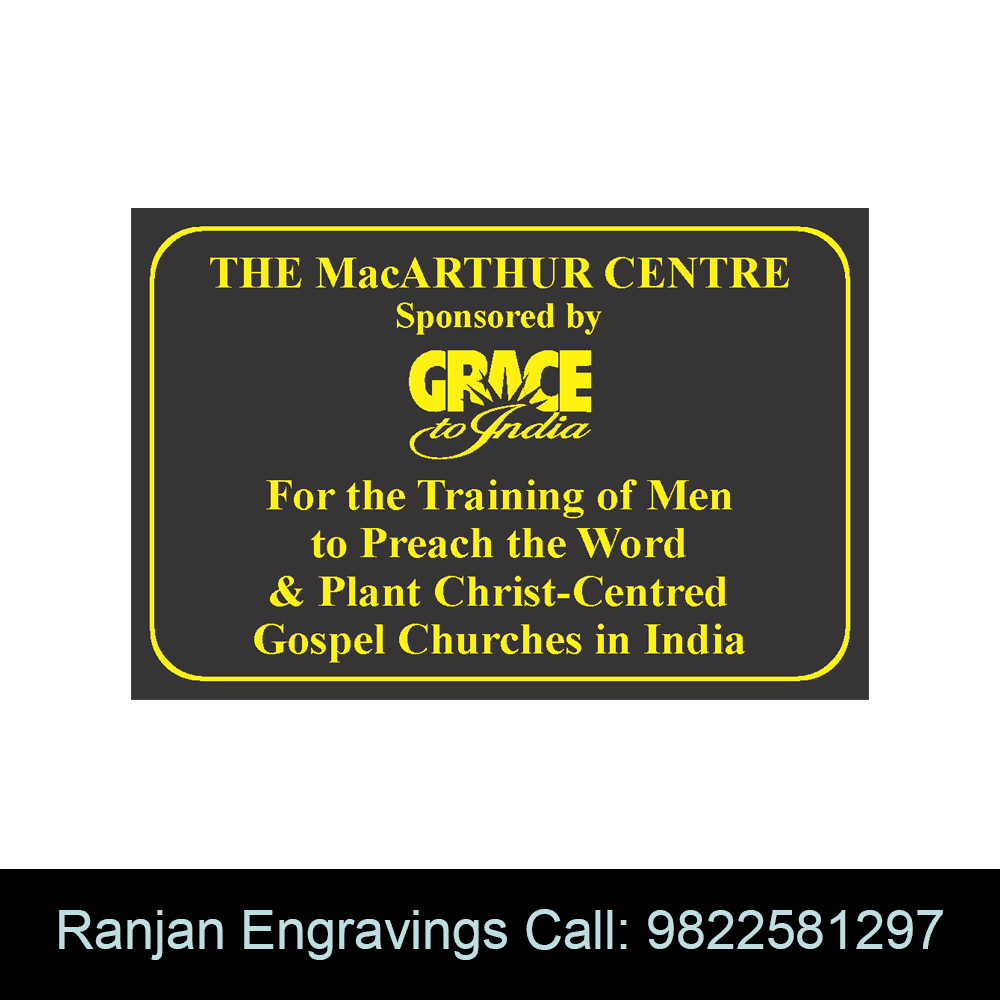 THE MacARTHUR CENTRE
Sponsored by
GRACE
to India
For the Training of Men
to Preach the Word
& Plant Christ-Centred
Gospel Churches in India
Ranjan Engravings Call: 9822581297